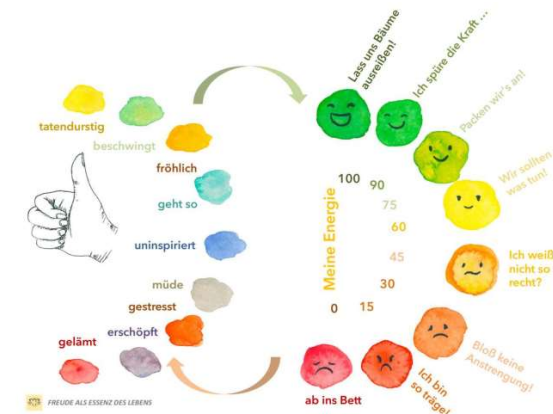 tatendurstig
beschwingt
fröhlich
geht so
uninspiriert
müde
gestresst
erschöpft
gelämt
Meine Energie
100
90
75
60
45
30
15
0
Lass uns Bäume
ausreißen!
Ich spüre die Kraft ...
Packen wir's an!
Wir sollten
was tun!
Ich weiß
nicht so
recht?
Bloß keine
Anstrengung!
Ich bin
so träge!
ab ins Bett
FREUDE ALS ESSENZ DES LEBENS